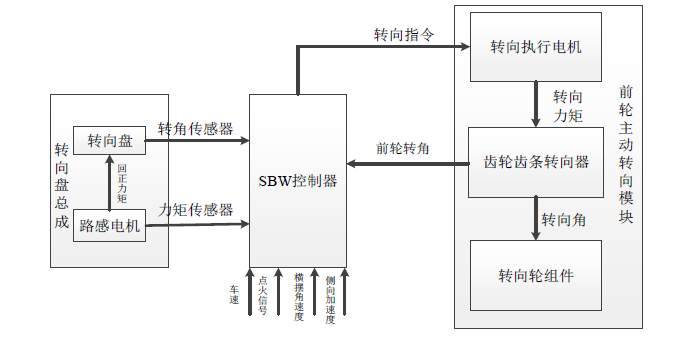 转向指令
转向执行电机
转向
力矩
前轮主动转向模块
转向盘总成
转向盘
转角传感器
回正力矩
路感电机
力矩传感器
SBW控制器
前轮转角
齿轮齿条转向器
转向角
转向轮组件
车速
点火信号
横摆角速度
侧向加速度